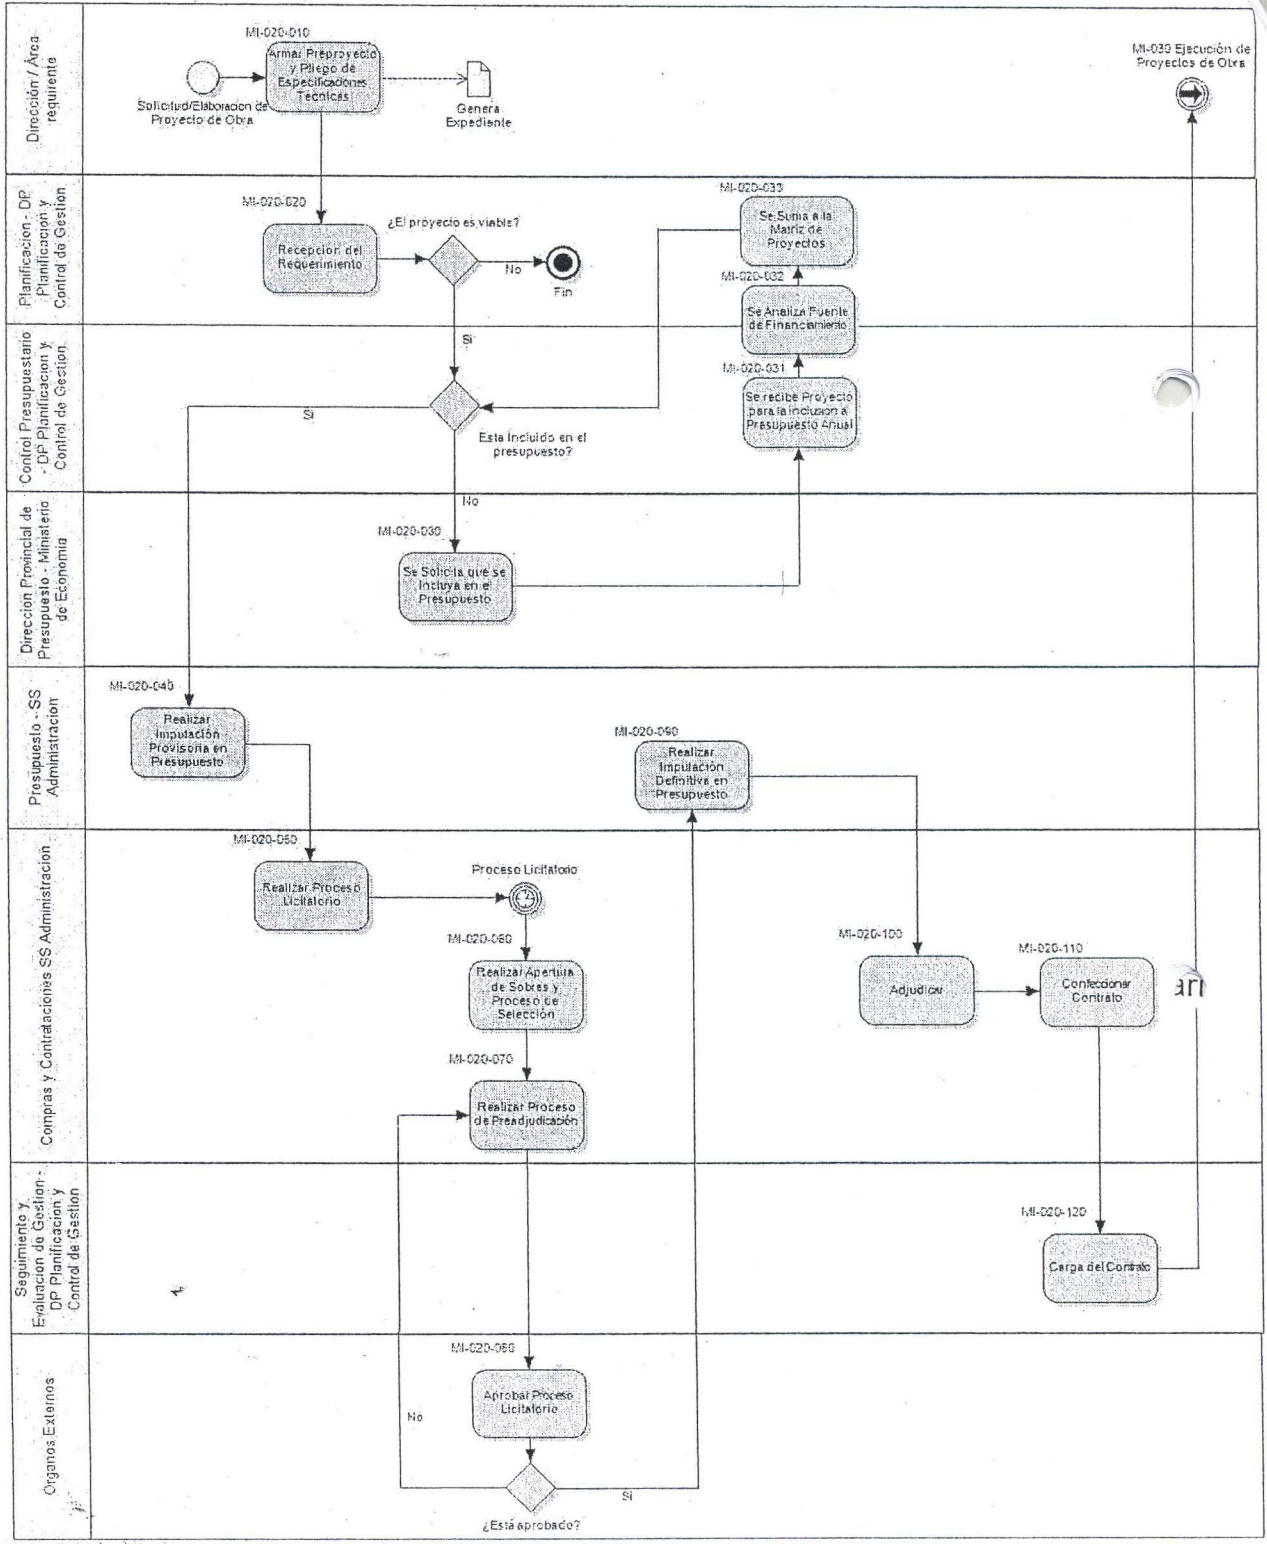 Dirección / Área
requirente
MI-020-010
Armar Preproyecto
y Pliego de
Especificaciones
Técnicas
Solicitud/Elaboracion de
Proyecto de Obra
Genera
Expediente
MI-030 Ejecución de
Proyectos de Obra
Planificacion - DP
Planificacion y
Control de Gestion
MI-020-020
Recepcion del
Requerimiento
¿El proyecto es viable?
No
Fin
Si
MI-020-033
Se Suma a la
Matriz de
Proyectos
MI-020-032
Se Analiza Fuente
de Financiamiento
Control Presupuestario
- DP Planificacion y
Control de Gestion
MI-020-031
Se recibe Proyecto
para la inclusion al
Presupuesto Anual
Si
Esta Incluido en el
presupuesto?
No
Dirección Provincial de
Presupuesto - Ministerio
de Economia
MI-020-030
Se Solicita que se
Incluya en el
Presupuesto
Presupuesto - SS
Administracion
MI-020-040
Realizar
Imputación
Provisoria en
Presupuesto
MI-020-090
Realizar
Imputación
Definitiva en
Presupuesto
Compras y Contrataciones SS Administracion
MI-020-050
Realizar Proceso
Licitatorio
Proceso Licitatorio
MI-020-060
Realizar Apertura
de Sobres y
Proceso de
Selección
MI-020-070
Realizar Proceso
de Preadjudicación
MI-020-100
Adjudicar
MI-020-110
Confeccionar
Contrato
Seguimiento y
Evaluacion de Gestion-
DP Planificacion y
Control de Gestion
MI-020-120
Carga del Contrato
Organos Externos
MI-020-080
Aprobar Proceso
Licitatorio
No
Si
¿Está aprobado?